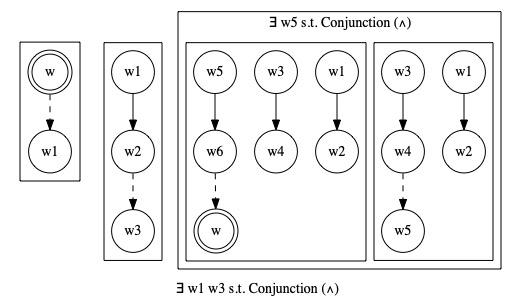 ∃ w5 s.t. Conjunction (∧)
w w1 w5 w3 w1 w3 w1
w1 w2 w6 w4 w2 w4 w2
w3 w w5
∃ w1 w3 s.t. Conjunction (∧)